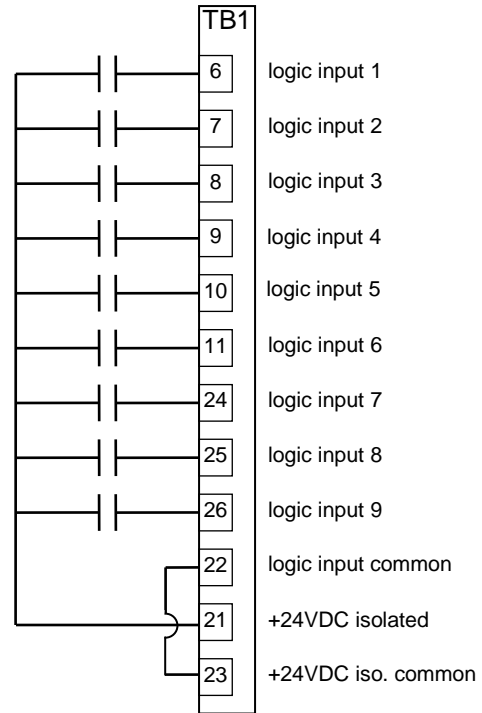 TB1
6 logic input 1
7 logic input 2
8 logic input 3
9 logic input 4
10 logic input 5
11 logic input 6
24 logic input 7
25 logic input 8
26 logic input 9
22 logic input common
21 +24VDC isolated
23 +24VDC iso. common